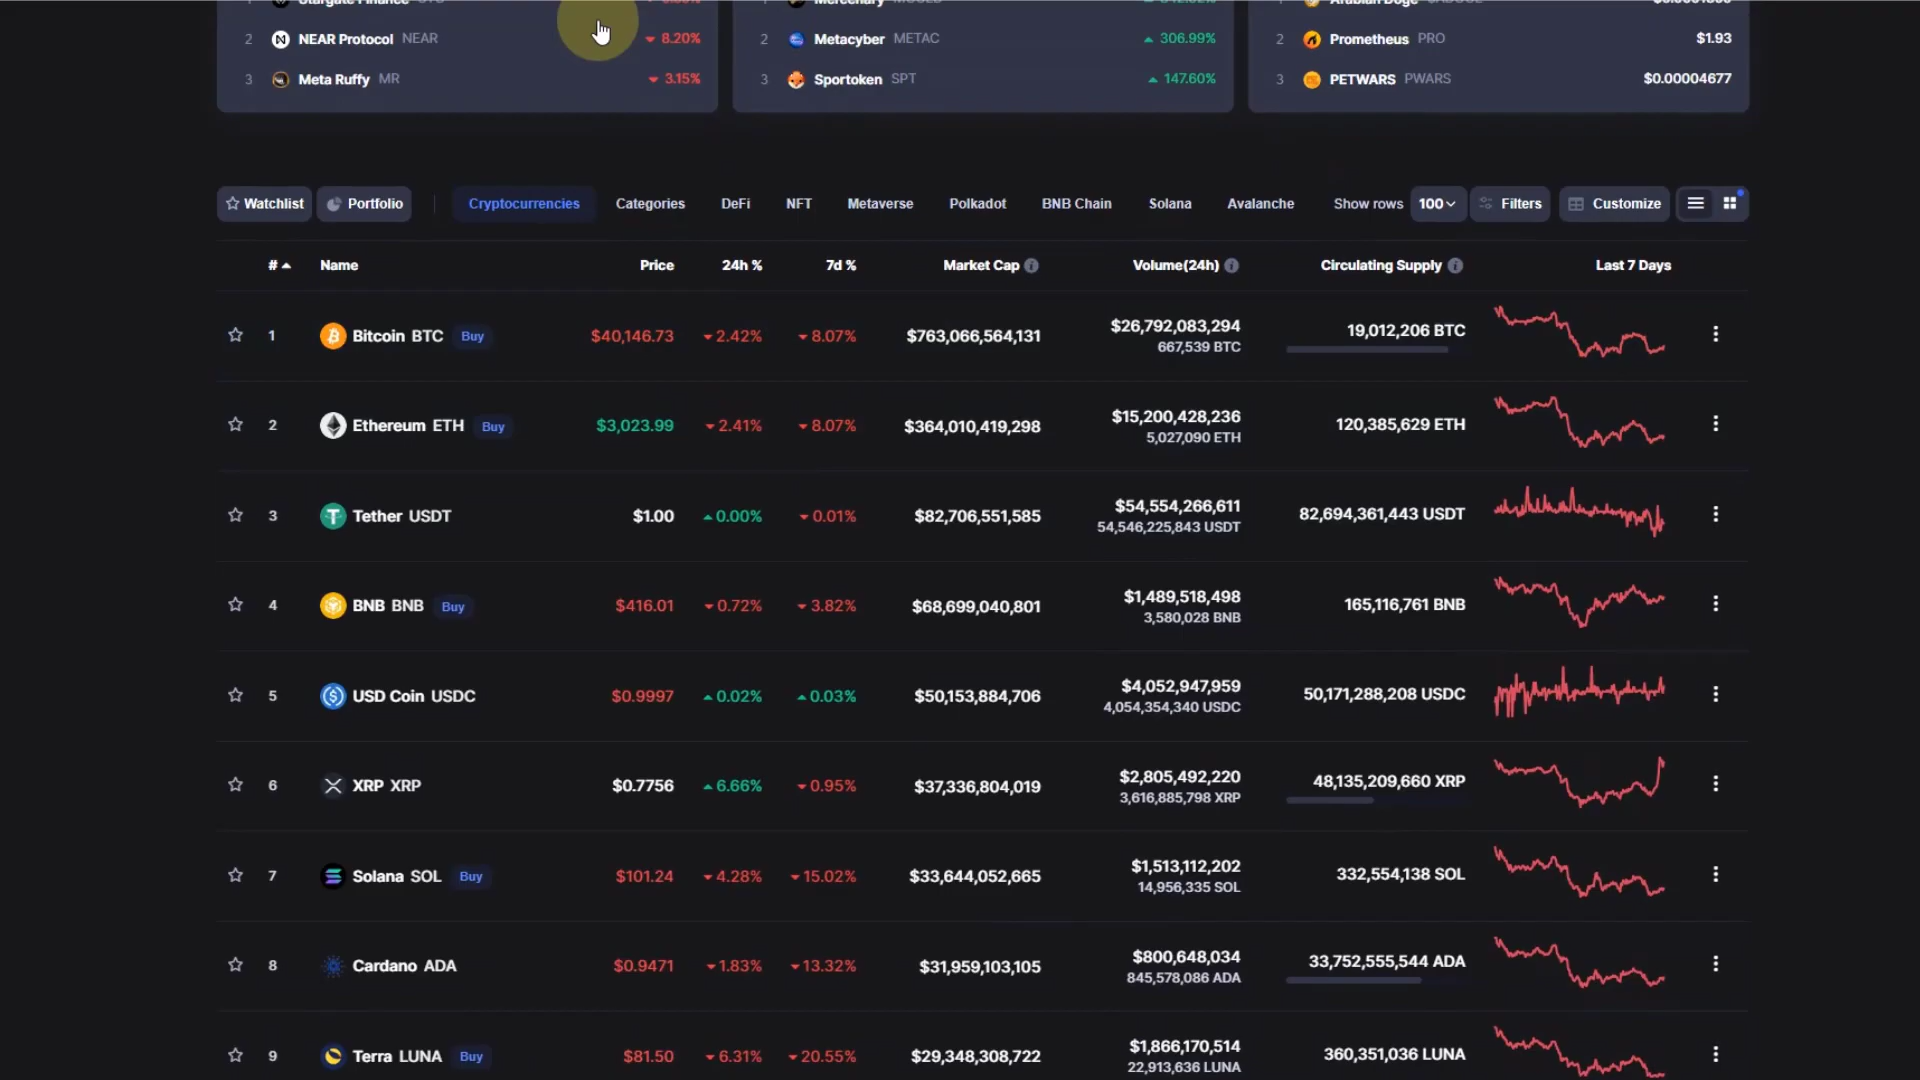 1 Stargate Finance STG
1 Mercenary
1 Arabian Doge $ADOGE
2 NEAR Protocol NEAR 8.20%
2 Metacyber METAC 306.99%
2 Prometheus PRO $1.93
3 Meta Ruffy MR 3.15%
3 Sportoken SPT 147.60%
3 PETWARS PWARS $0.00004677
Watchlist Portfolio Cryptocurrencies Categories DeFi NFT Metaverse Polkadot BNB Chain Solana Avalanche Show rows 100 Filters Customize
# Name Price 24h % 7d % Market Cap Volume(24h) Circulating Supply Last 7 Days
1 Bitcoin BTC Buy $40,146.73 2.42% 8.07% $763,066,564,131 $26,792,083,294 19,012,206 BTC
667,539 BTC
2 Ethereum ETH Buy $3,023.99 2.41% 8.07% $364,010,419,298 $15,200,428,236 120,385,629 ETH
5,027,090 ETH
3 Tether USDT $1.00 0.00% 0.01% $82,706,551,585 $54,554,266,611 82,694,361,443 USDT
54,546,225,843 USDT
4 BNB BNB Buy $416.01 0.72% 3.82% $68,699,040,801 $1,489,518,498 165,116,761 BNB
3,580,028 BNB
5 USD Coin USDC $0.9997 0.02% 0.03% $50,153,884,706 $4,052,947,959 50,171,288,208 USDC
4,054,354,340 USDC
6 XRP XRP $0.7756 6.66% 0.95% $37,336,804,019 $2,805,492,220 48,135,209,660 XRP
3,616,885,798 XRP
7 Solana SOL Buy $101.24 4.28% 15.02% $33,644,052,665 $1,513,112,202 332,554,138 SOL
14,956,335 SOL
8 Cardano ADA $0.9471 1.83% 13.32% $31,959,103,105 $800,648,034 33,752,555,544 ADA
845,578,086 ADA
9 Terra LUNA Buy $81.50 6.31% 20.55% $29,348,308,722 $1,866,170,514 360,351,036 LUNA
22,913,636 LUNA